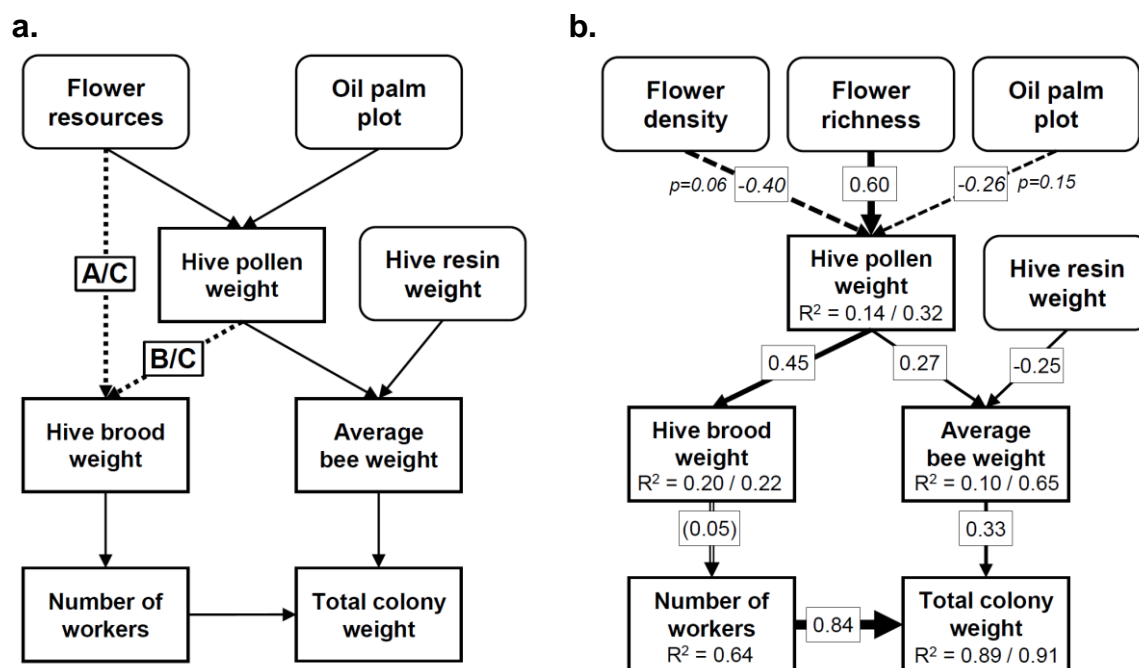 a.
Flower
resources
Oil palm
plot
A/C
Hive pollen
weight
Hive resin
weight
B/C
Hive brood
weight
Average
bee weight
Number of
workers
Total colony
weight
b.
Flower
density
Flower
richness
Oil palm
plot
p=0.06
-0.40
0.60
-0.26
p=0.15
Hive pollen
weight
R² = 0.14 / 0.32
Hive resin
weight
0.45
0.27
-0.25
Hive brood
weight
R² = 0.20 / 0.22
Average
bee weight
R² = 0.10 / 0.65
(0.05)
0.33
Number of
workers
R² = 0.64
0.84
Total colony
weight
R² = 0.89 / 0.91